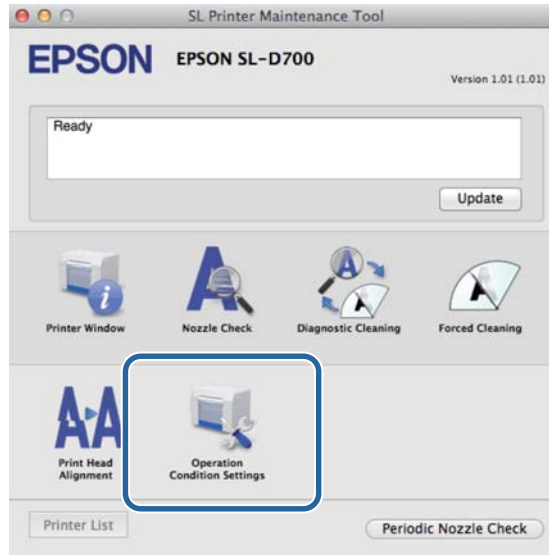 SL Printer Maintenance Tool
EPSON EPSON SL-D700
Version 1.01 (1.01)
Ready
Update
Printer Window Nozzle Check Diagnostic Cleaning Forced Cleaning
Print Head
Alignment
Operation
Condition Settings
Printer List Periodic Nozzle Check